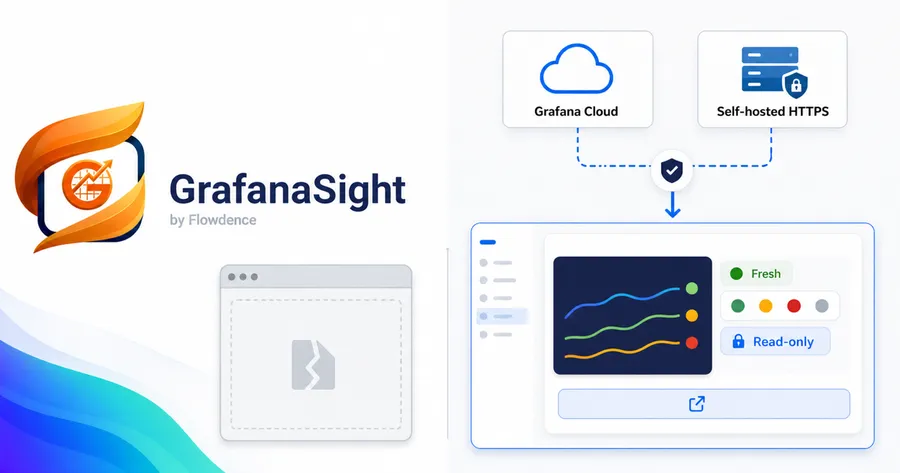 GrafanaSight
by Flowdence
Grafana Cloud
Self-hosted HTTPS
Fresh
Read-only